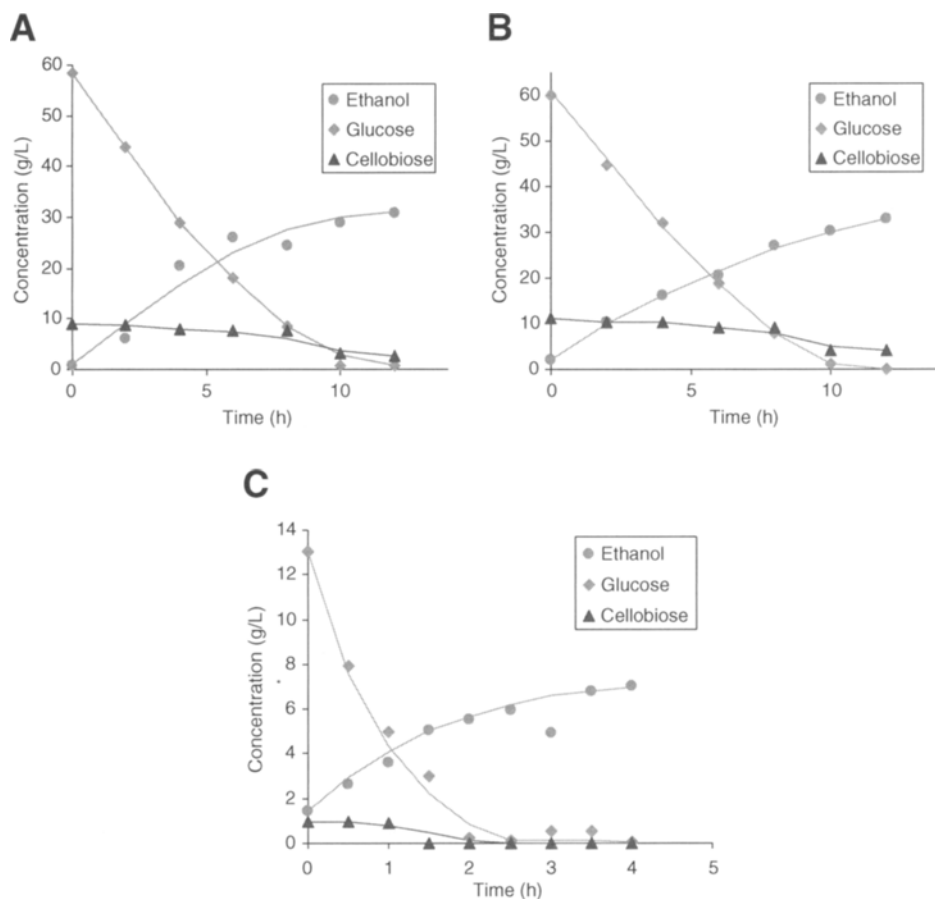 A
Concentration (g/L)
60
50
40
30
20
10
0
0
5
10
Time (h)
Ethanol
Glucose
Cellobiose
B
Concentration (g/L)
60
50
40
30
20
10
0
0
5
10
Time (h)
Ethanol
Glucose
Cellobiose
C
Concentration (g/L)
14
12
10
8
6
4
2
0
0
1
2
3
4
5
Time (h)
Ethanol
Glucose
Cellobiose